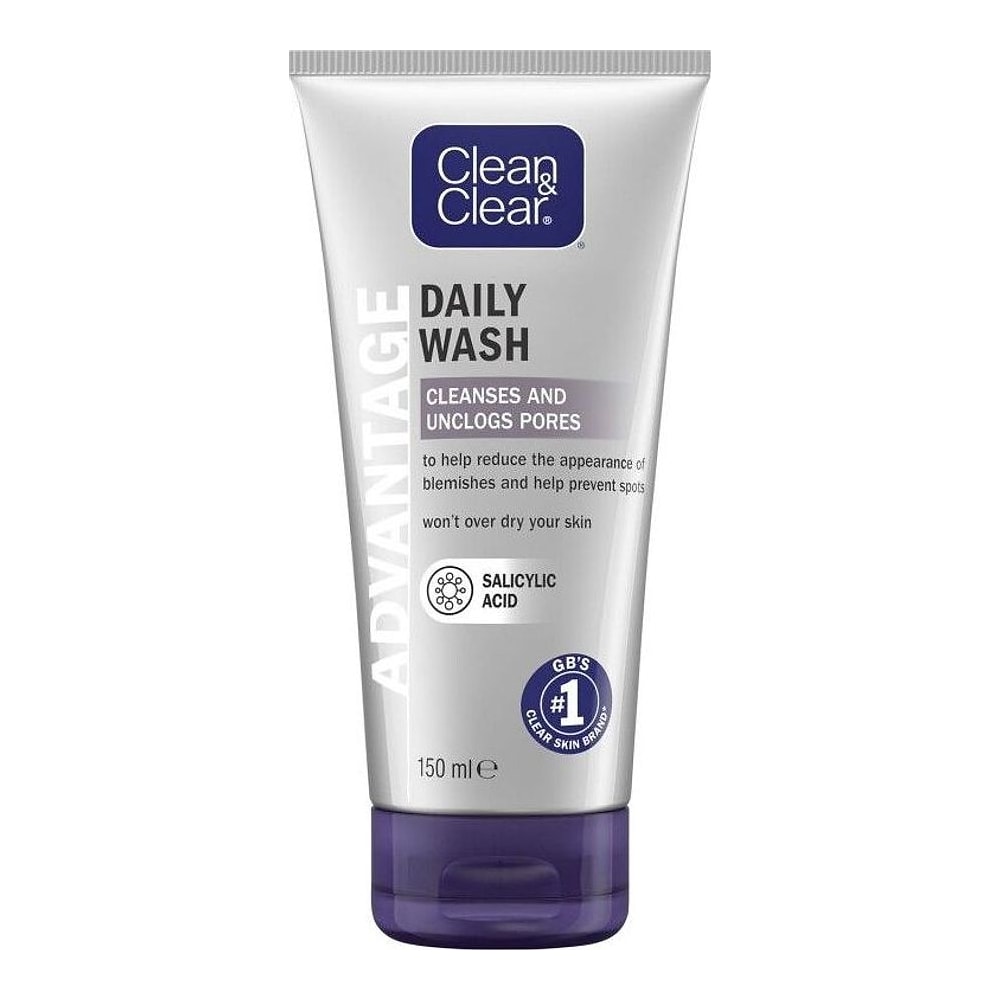 Clean
&
Clear®
®
ADVANTAGE
DAILY
WASH
CLEANSES AND
UNCLOGS PORES
to help reduce the appearance of
blemishes and help prevent spots
won't over dry your skin
SALICYLIC
ACID
GB'S
#1
CLEAR SKIN BRAND*
150 ml ℮